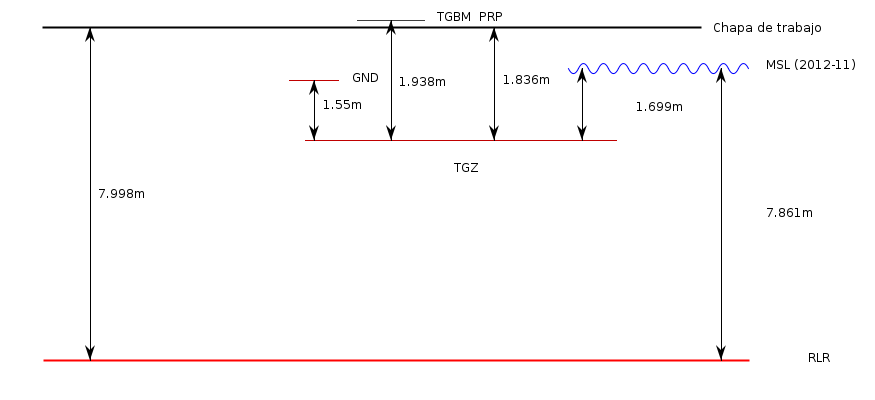 TGBM PRP
Chapa de trabajo
MSL (2012-11)
GND
1.938m
1.836m
1.55m
1.699m
TGZ
7.998m
7.861m
RLR